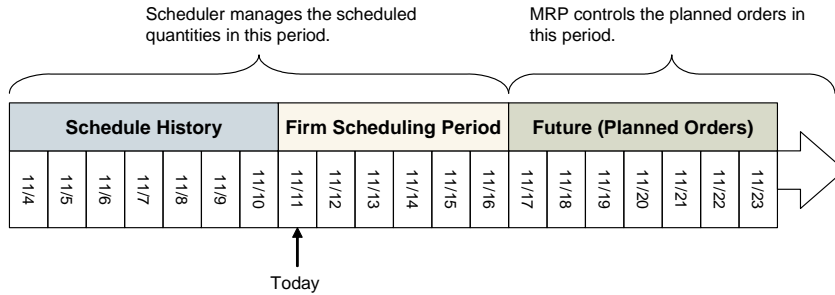 Scheduler manages the scheduled
quantities in this period.
MRP controls the planned orders in
this period.
Schedule History
Firm Scheduling Period
Future (Planned Orders)
11/4
11/5
11/6
11/7
11/8
11/9
11/10
11/11
11/12
11/13
11/14
11/15
11/16
11/17
11/18
11/19
11/20
11/21
11/22
11/23
Today